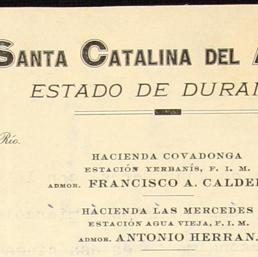 SANTA CATALINA DEL A
ESTADO DE DURAN
Río.
HACIENDA COVADONGA
ESTACIÓN YERBANÍS, F. I. M.
ADMOR. FRANCISCO A. CALDE
HACIENDA LAS MERCEDES
ESTACIÓN AGUA VIEJA, F. I. M.
ADMOR. ANTONIO HERRAN.